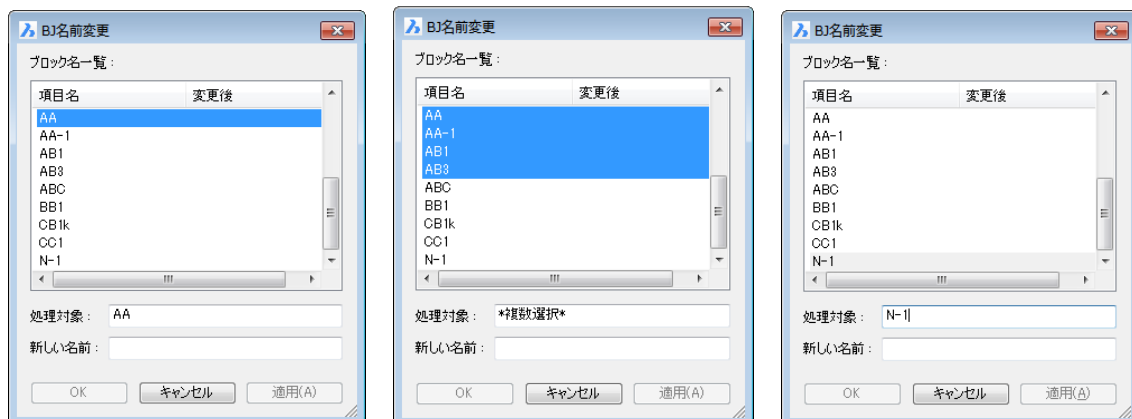 BJ名前変更
ブロック名一覧：
項目名 変更後
AA
AA-1
AB1
AB3
ABC
BB1
CB1k
CC1
N-1
処理対象： AA
新しい名前：
OK キャンセル 適用(A)
BJ名前変更
ブロック名一覧：
項目名 変更後
AA
AA-1
AB1
AB3
ABC
BB1
CB1k
CC1
N-1
処理対象： *複数選択*
新しい名前：
OK キャンセル 適用(A)
BJ名前変更
ブロック名一覧：
項目名 変更後
AA
AA-1
AB1
AB3
ABC
BB1
CB1k
CC1
N-1
処理対象： N-1
新しい名前：
OK キャンセル 適用(A)